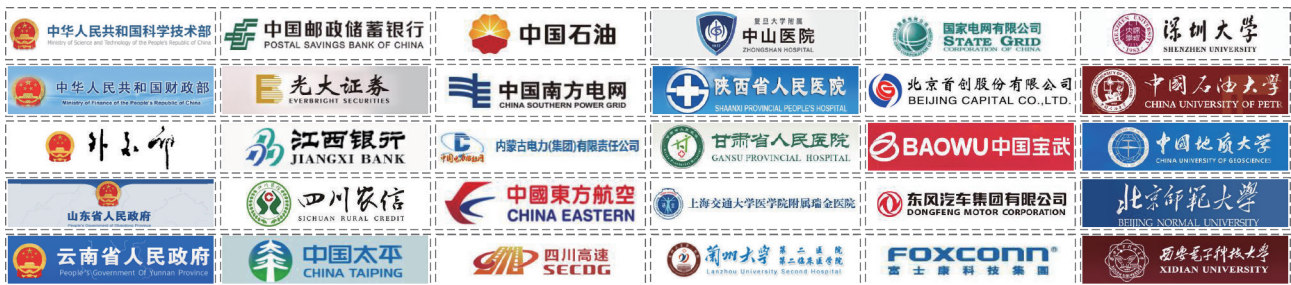 中华人民共和国科学技术部
Ministry of Science and Technology of the People's Republic of China
中国邮政储蓄银行
POSTAL SAVINGS BANK OF CHINA
中国石油
复旦大学附属
中山医院
ZHONGSHAN HOSPITAL
国家电网有限公司
STATE GRID
CORPORATION OF CHINA
深圳大学
SHENZHEN UNIVERSITY
中华人民共和国财政部
Ministry of Finance of the People's Republic of China
光大证券
EVERBRIGHT SECURITIES
中国南方电网
CHINA SOUTHERN POWER GRID
陕西省人民医院
SHAANXI PROVINCIAL PEOPLE'S HOSPITAL
北京首创股份有限公司
BEIJING CAPITAL CO.,LTD.
中国石油大学
CHINA UNIVERSITY OF PETR
外交部
江西银行
JIANGXI BANK
内蒙古电力(集团)有限责任公司
甘肃省人民医院
GANSU PROVINCIAL HOSPITAL
BAOWU中国宝武
中国地质大学
CHINA UNIVERSITY OF GEOSCIENCES
山东省人民政府
People's Government of Shandong Province
四川农信
SICHUAN RURAL CREDIT
中國東方航空
CHINA EASTERN
上海交通大学医学院附属瑞金医院
东风汽车集团有限公司
DONGFENG MOTOR CORPORATION
北京师范大学
BEIJING NORMAL UNIVERSITY
云南省人民政府
People's Government Of Yunnan Province
中国太平
CHINA TAIPING
四川高速
SECDG
蘭州大学 第二医院
第二临床医学院
Lanzhou University Second Hospital
FOXCONN®
富士康科技集團
西安电子科技大学
XIDIAN UNIVERSITY